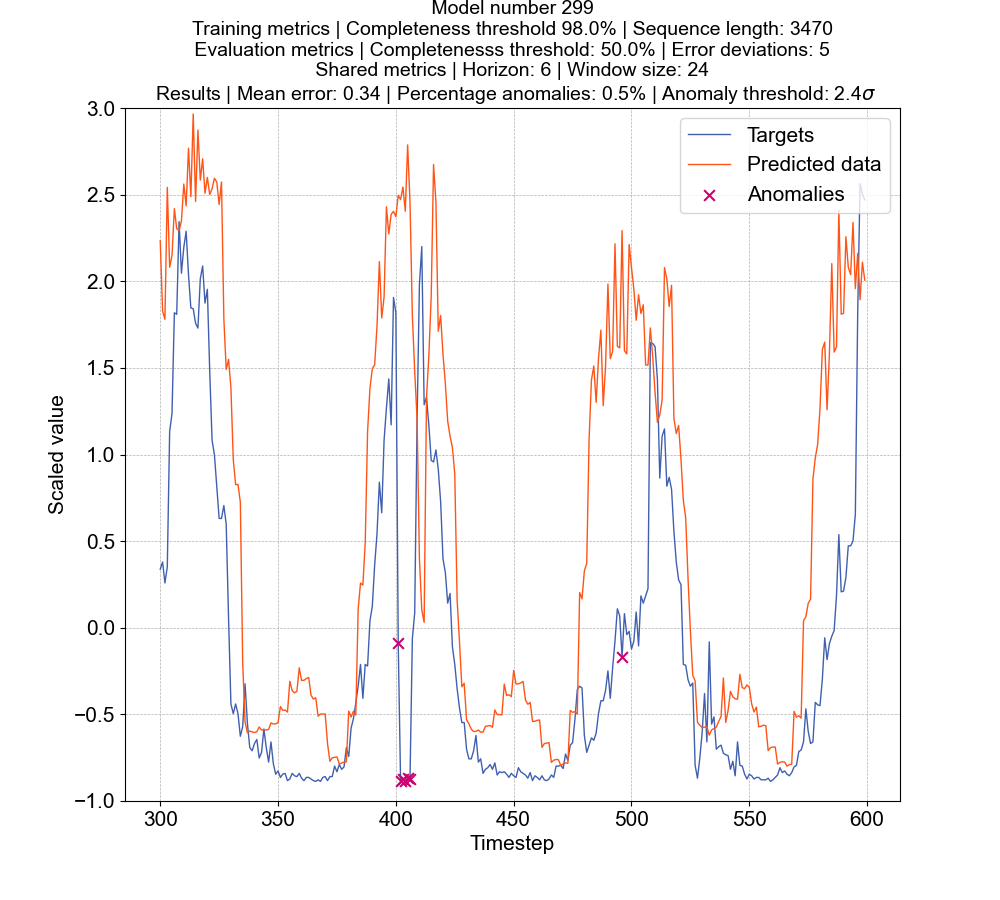 Model number 299
Training metrics | Completeness threshold 98.0% | Sequence length: 3470
Evaluation metrics | Completenesss threshold: 50.0% | Error deviations: 5
Shared metrics | Horizon: 6 | Window size: 24
Results | Mean error: 0.34 | Percentage anomalies: 0.5% | Anomaly threshold: 2.4σ
3.0
2.5
2.0
1.5
1.0
0.5
0.0
−0.5
−1.0
Scaled value
Targets
Predicted data
Anomalies
300 350 400 450 500 550 600
Timestep